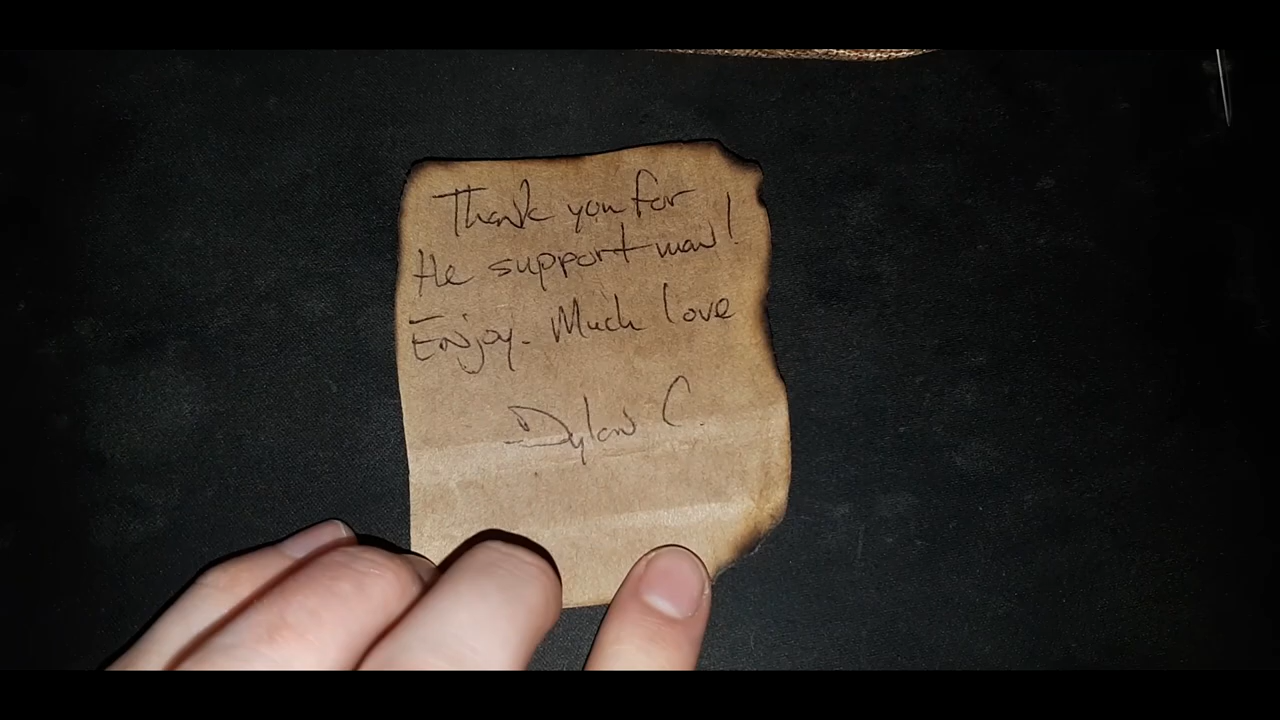 Thank you for
the support man!
Enjoy. Much love
Dylan C.